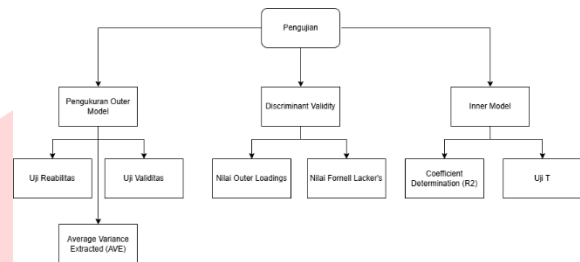 Pengujian
Pengukuran Outer
Model
Discriminant Validity
Inner Model
Uji Reabilitas
Uji Validitas
Nilai Outer Loadings
Nilai Fornell Lacker's
Coefficient
Determination (R2)
Uji T
Average Variance
Extracted (AVE)